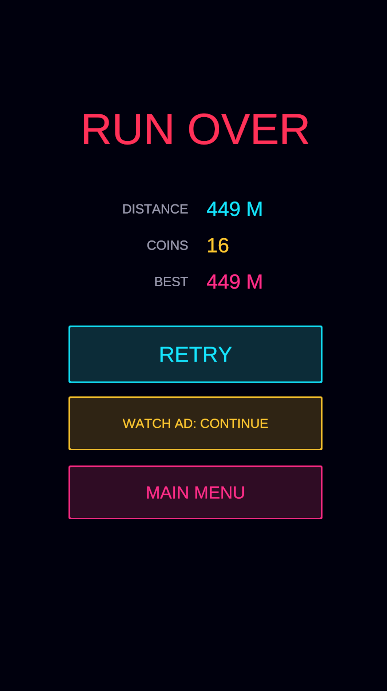 RUN OVER
DISTANCE 449 M
COINS 16
BEST 449 M
RETRY
WATCH AD: CONTINUE
MAIN MENU